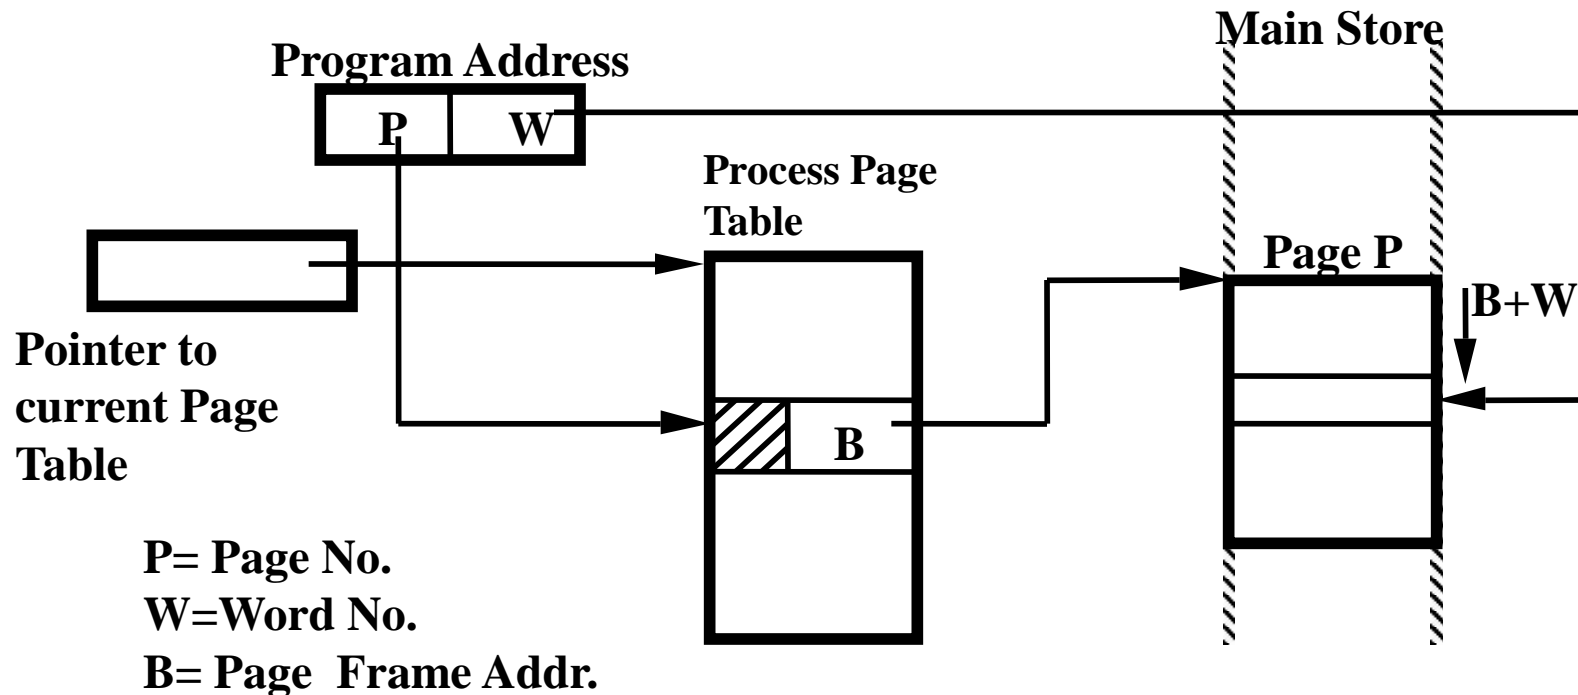 Main Store
Program Address
P
W
Process Page
Table
Page P
B+W
Pointer to
current Page
Table
B
P= Page No.
W=Word No.
B= Page Frame Addr.